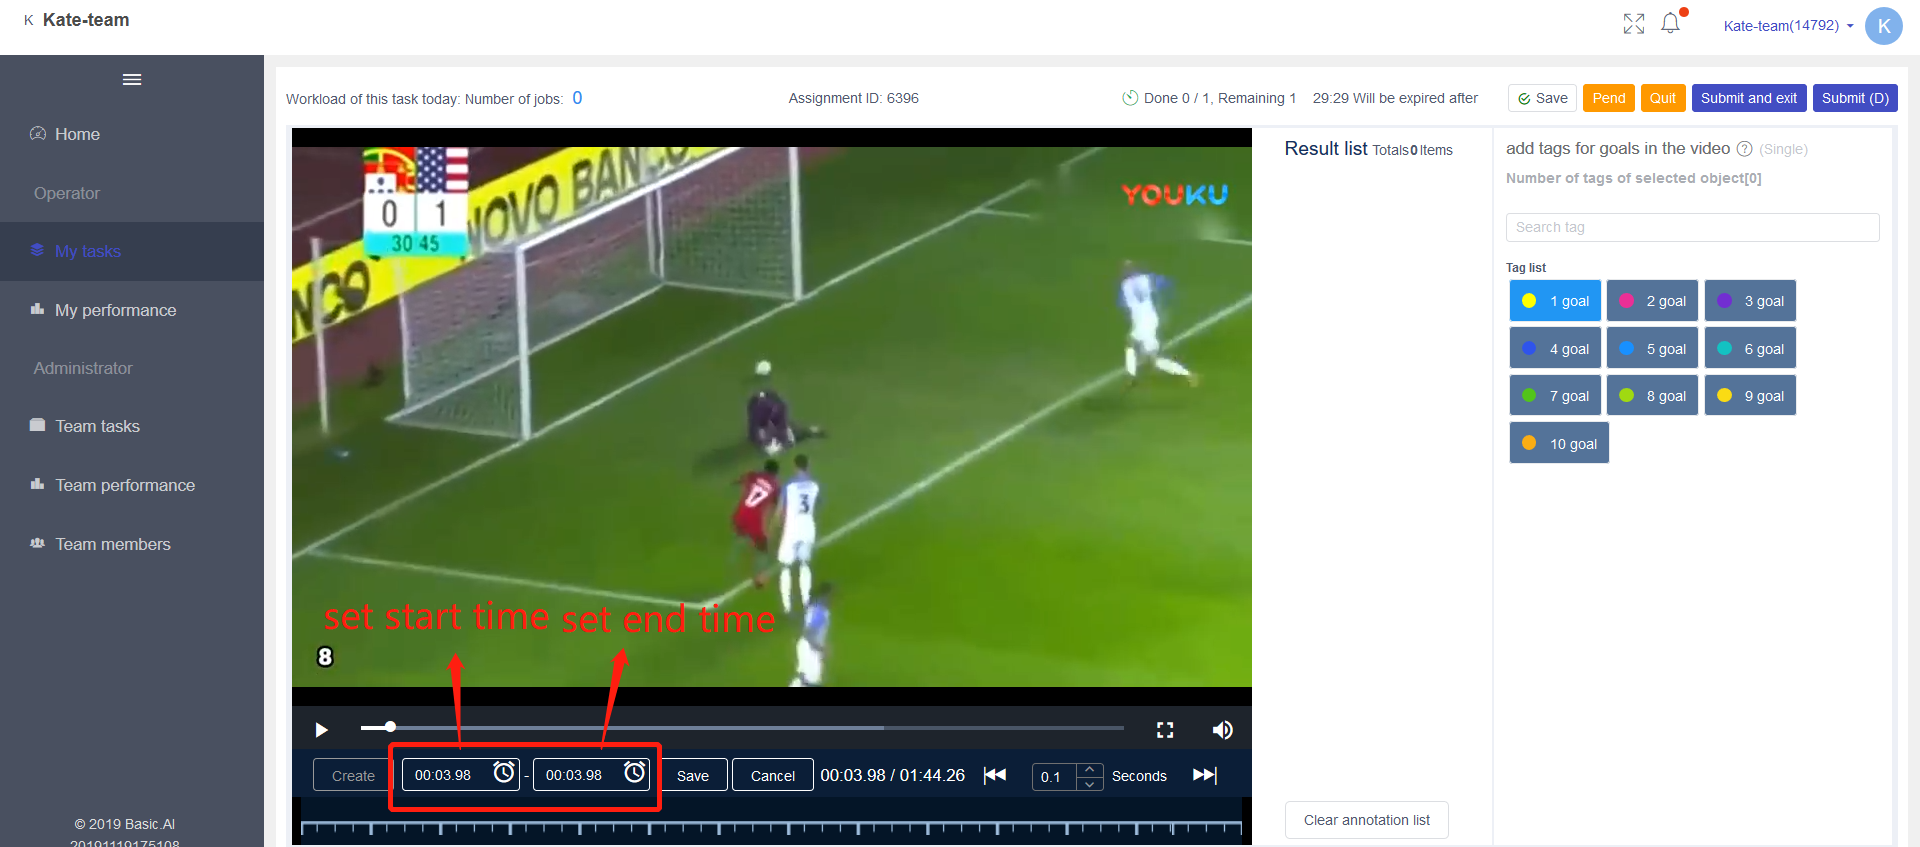 K Kate-team
Kate-team(14792)
K
Workload of this task today: Number of jobs: 0
Assignment ID: 6396
Done 0 / 1, Remaining 1
29:29 Will be expired after
Save
Pend
Quit
Submit and exit
Submit (D)
Home
Operator
My tasks
My performance
Administrator
Team tasks
Team performance
Team members
© 2019 Basic.AI
20191119175108
NOVO BANCO
NCO
0 1
30 45
YOUKU
17
3
set start time
set end time
8
Create
00:03.98
-
00:03.98
Save
Cancel
00:03.98 / 01:44.26
0.1
Seconds
Result list Totals 0 Items
Clear annotation list
add tags for goals in the video ? (Single)
Number of tags of selected object[0]
Search tag
Tag list
1 goal
2 goal
3 goal
4 goal
5 goal
6 goal
7 goal
8 goal
9 goal
10 goal